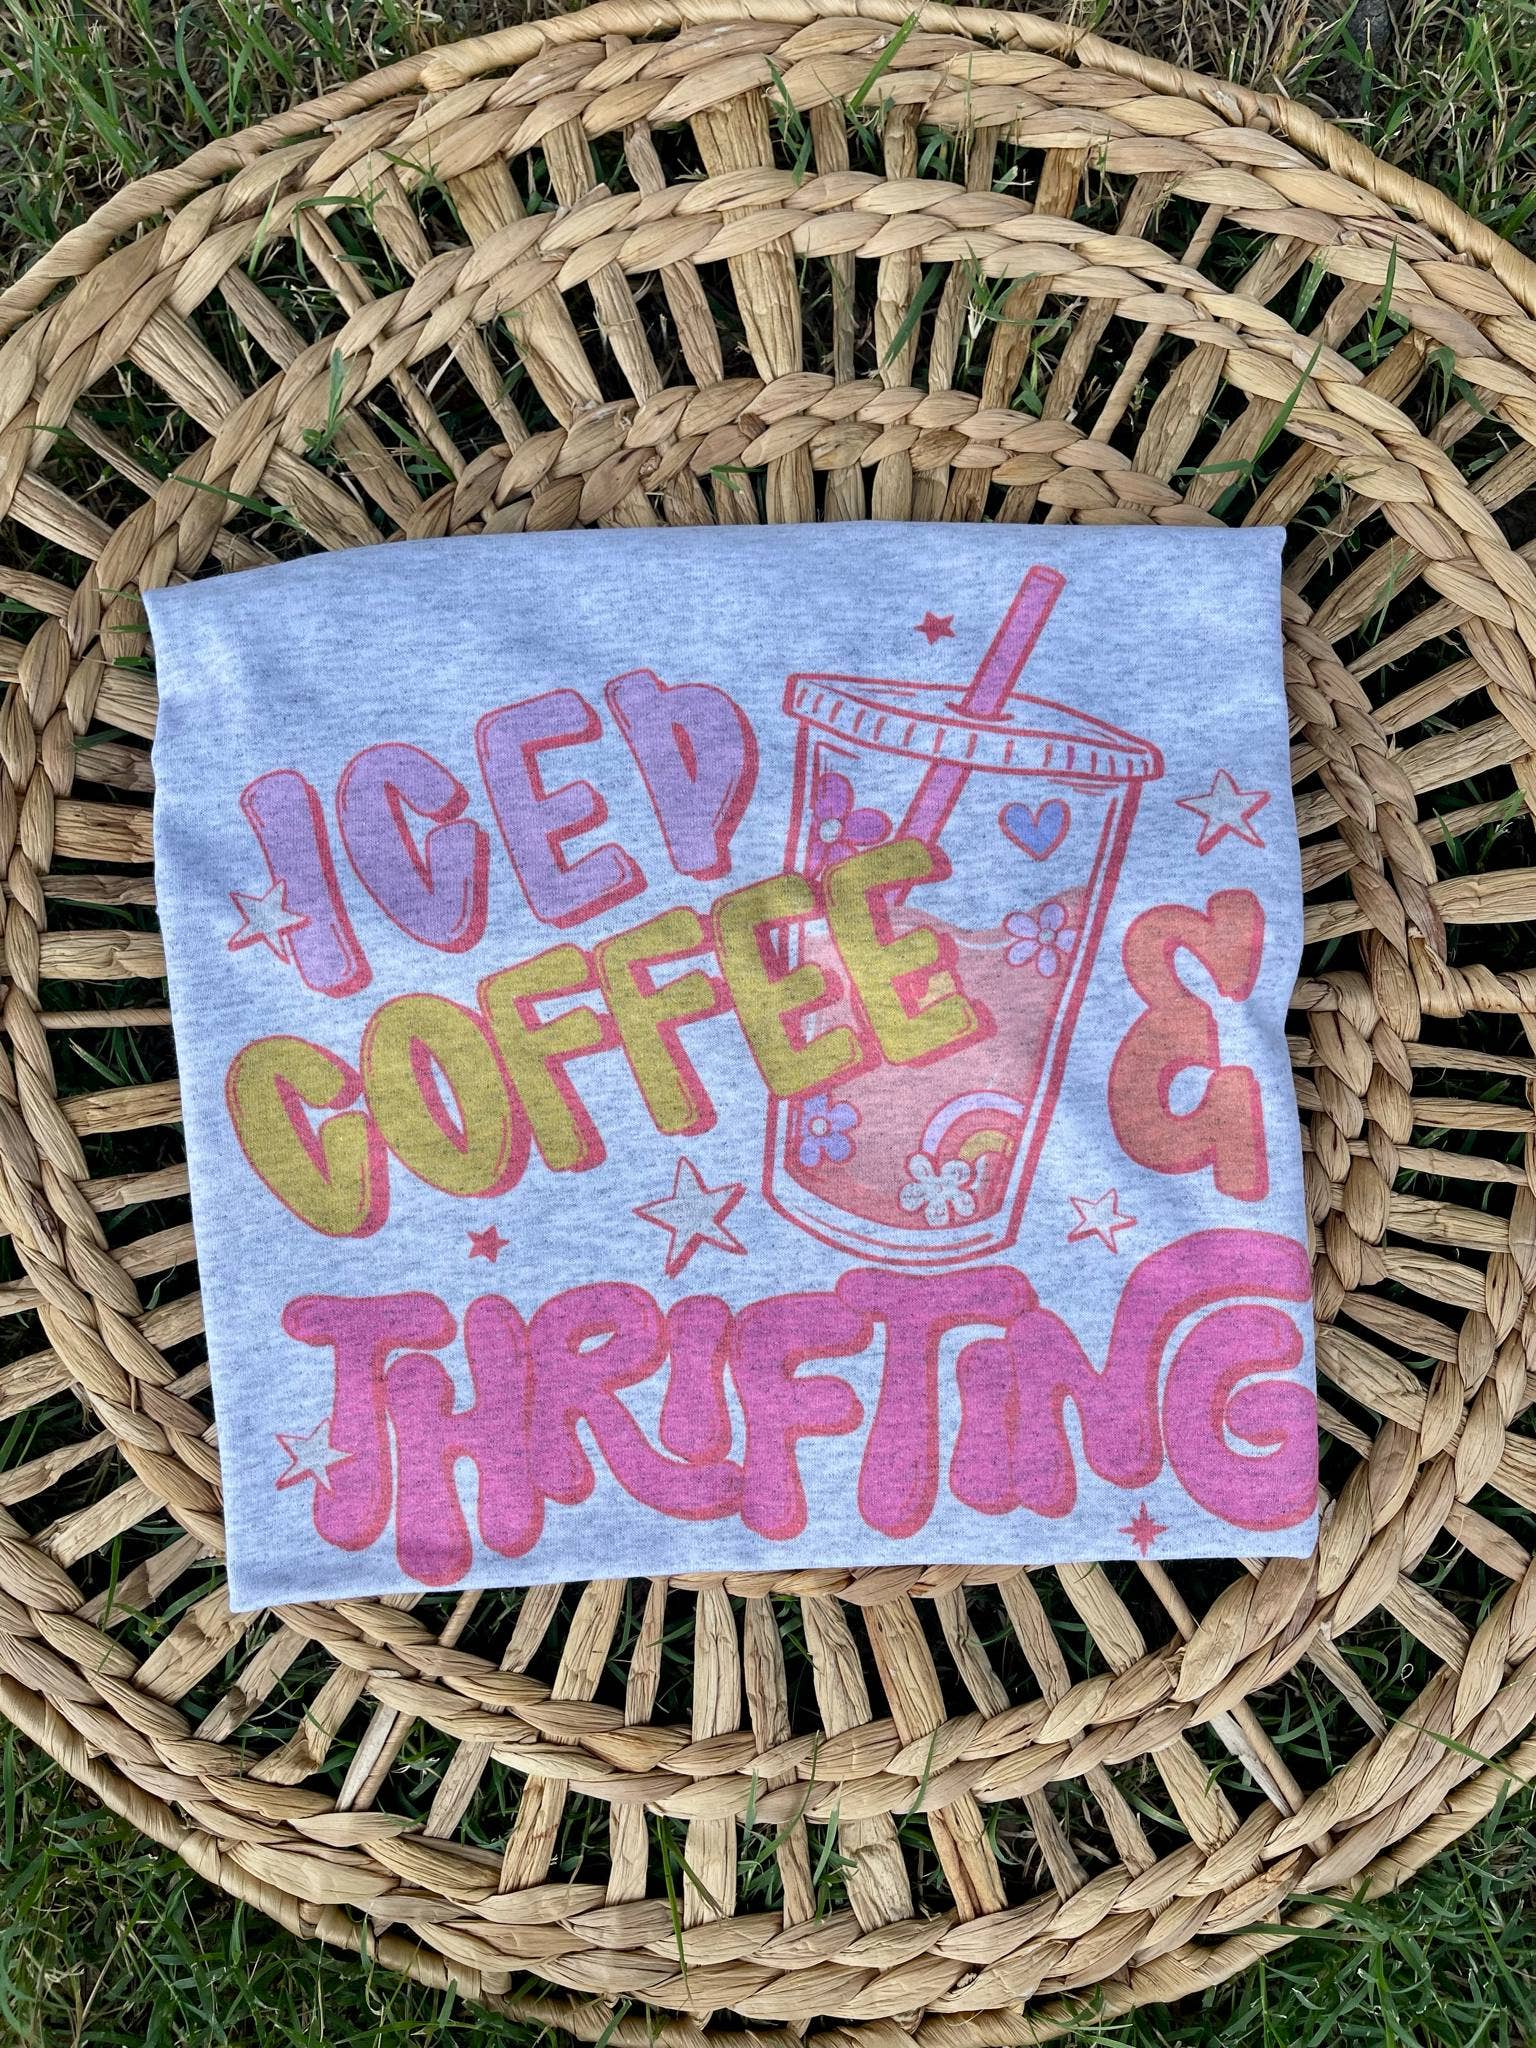 ICED
COFFEE
&
THRIFTING